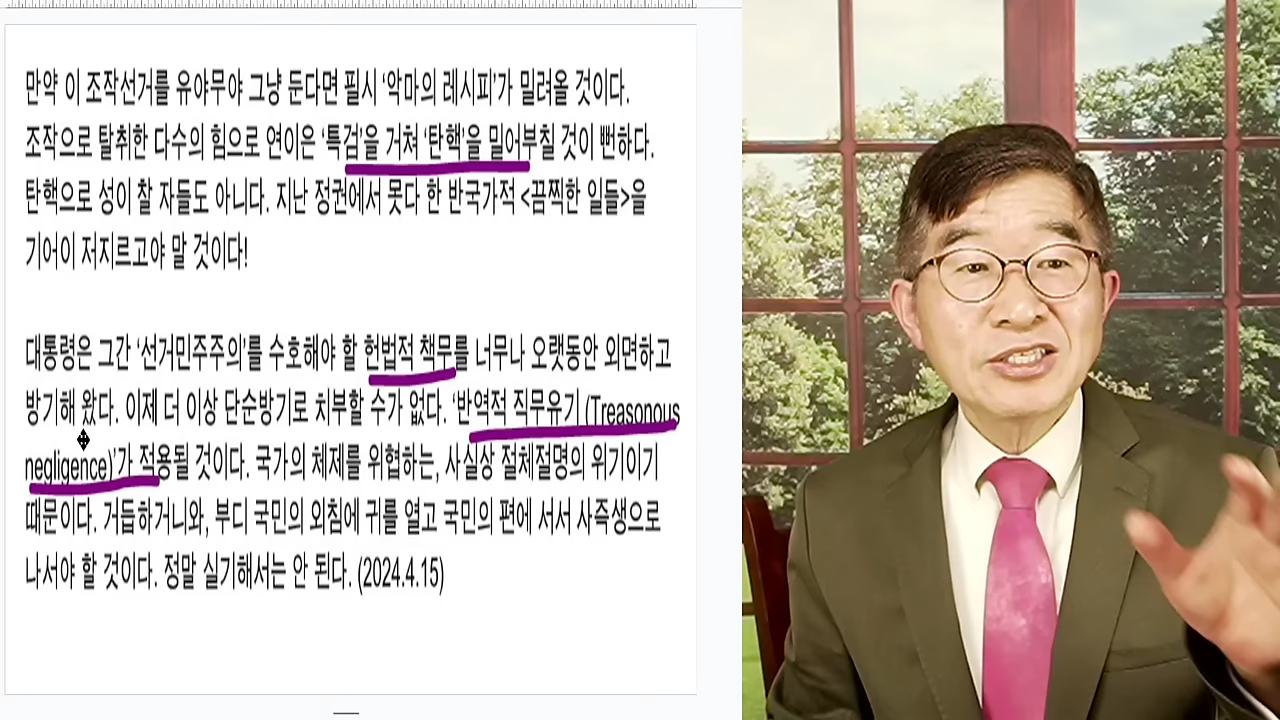 만약 이 조작선거를 유야무야 그냥 둔다면 필시 ‘악마의 레시피’가 밀려올 것이다.
조작으로 탈취한 다수의 힘으로 연이은 ‘특검’을 거쳐 ‘탄핵’을 밀어부칠 것이 뻔하다.
탄핵으로 성이 찰 자들도 아니다. 지난 정권에서 못다 한 반국가적 <끔찍한 일들>을
기어이 저지르고야 말 것이다!
대통령은 그간 ‘선거민주주의’를 수호해야 할 헌법적 책무를 너무나 오랫동안 외면하고
방기해 왔다. 이제 더 이상 단순방기로 치부할 수가 없다. ‘반역적 직무유기 (Treasonous
negligence)’가 적용될 것이다. 국가의 체제를 위협하는, 사실상 절체절명의 위기이기
때문이다. 거듭하거니와, 부디 국민의 외침에 귀를 열고 국민의 편에 서서 사즉생으로
나서야 할 것이다. 정말 실기해서는 안 된다. (2024.4.15)